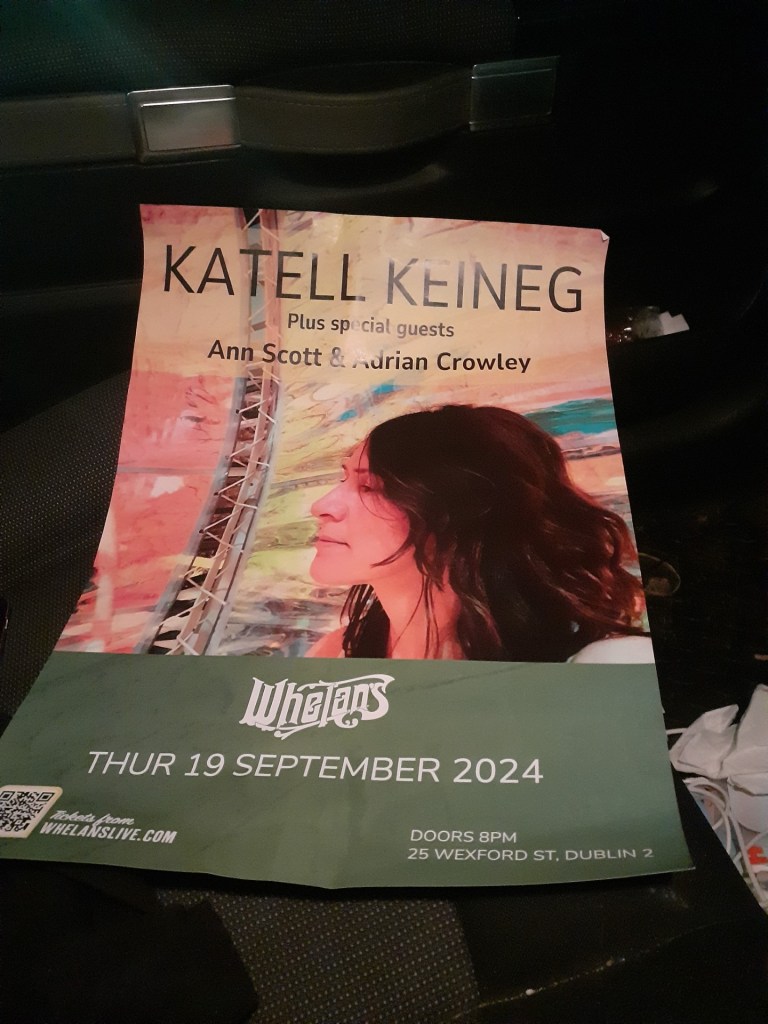 KATELL KEINEG
Plus special guests
Ann Scott & Adrian Crowley
Whelan's
THUR 19 SEPTEMBER 2024
Tickets from
WHELANSLIVE.COM
DOORS 8PM
25 WEXFORD ST, DUBLIN 2